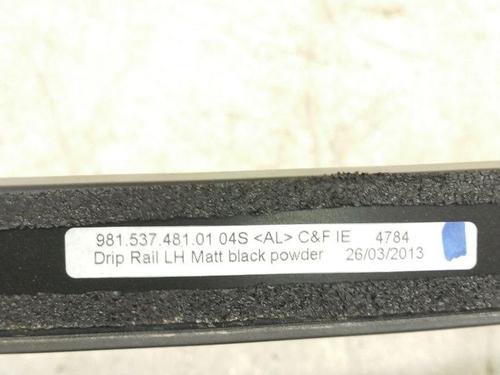 981.537.481.01 04S <AL> C&F IE 4784
Drip Rail LH Matt black powder 26/03/2013